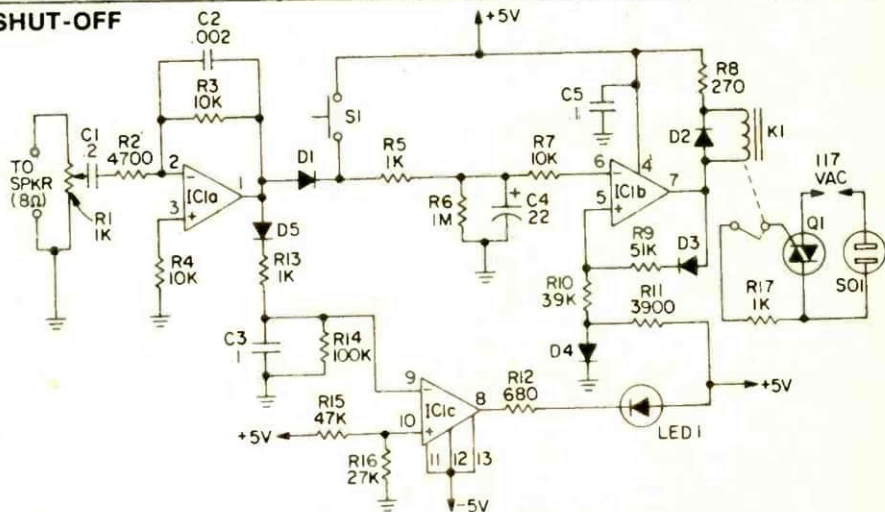 SHUT-OFF
C2
.002
R3
10K
C1
.2
R2
4700
TO
SPKR
(8Ω)
R1
1K
2
3
1
IC1a
R4
10K
D1
D5
R13
1K
S1
+5V
R5
1K
R6
1M
C4
22
+
R7
10K
C5
.1
6
5
4
7
IC1b
R8
270
D2
K1
117
VAC
Q1
SO1
R17
1K
R9
51K
D3
R10
39K
R11
3900
D4
+5V
C3
1
R14
100K
9
10
8
IC1c
11
12
13
-5V
R15
47K
+5V
R16
27K
R12
680
LED1